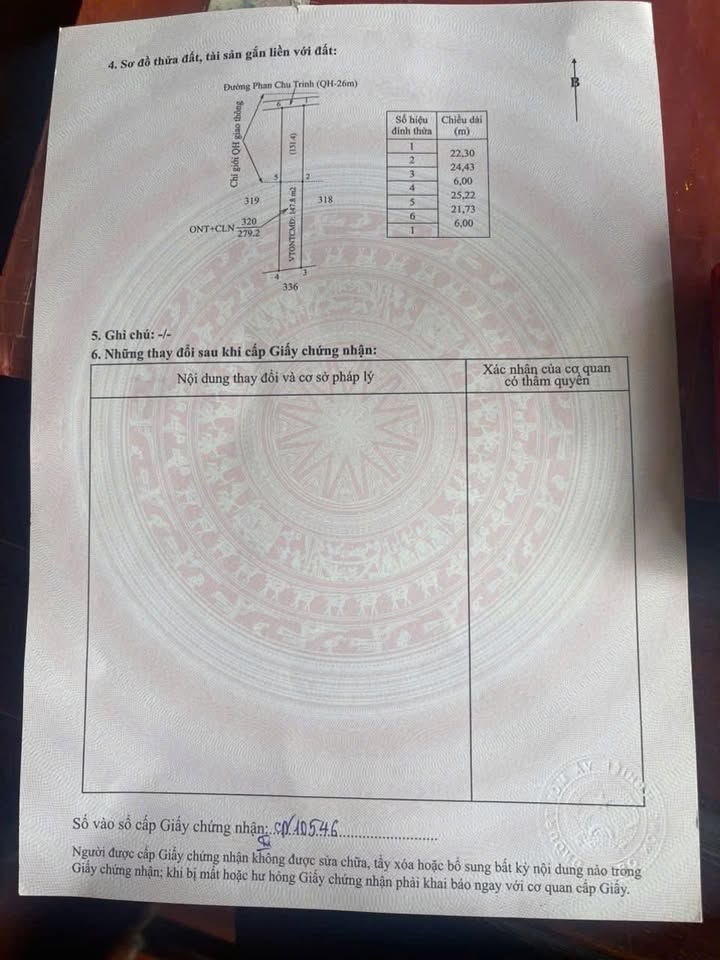 4. Sơ đồ thửa đất, tài sản gắn liền với đất:
Đường Phan Chu Trinh (QH-26m)
B
Chỉ giới QH giao thông
6
1
(131.4)
5
2
319
318
ONT+CLN 320
279.2
147.8 m2
4
3
336
Số hiệu đỉnh thửa
Chiều dài (m)
1
22,30
2
24,43
3
6,00
4
25,22
5
21,73
6
6,00
1
5. Ghi chú: -/-
6. Những thay đổi sau khi cấp Giấy chứng nhận:
Nội dung thay đổi và cơ sở pháp lý
Xác nhận của cơ quan
có thẩm quyền
Số vào sổ cấp Giấy chứng nhận:
10546
Người được cấp Giấy chứng nhận không được sửa chữa, tẩy xóa hoặc bổ sung bất kỳ nội dung nào trong
Giấy chứng nhận; khi bị mất hoặc hư hỏng Giấy chứng nhận phải khai báo ngay với cơ quan cấp Giấy.